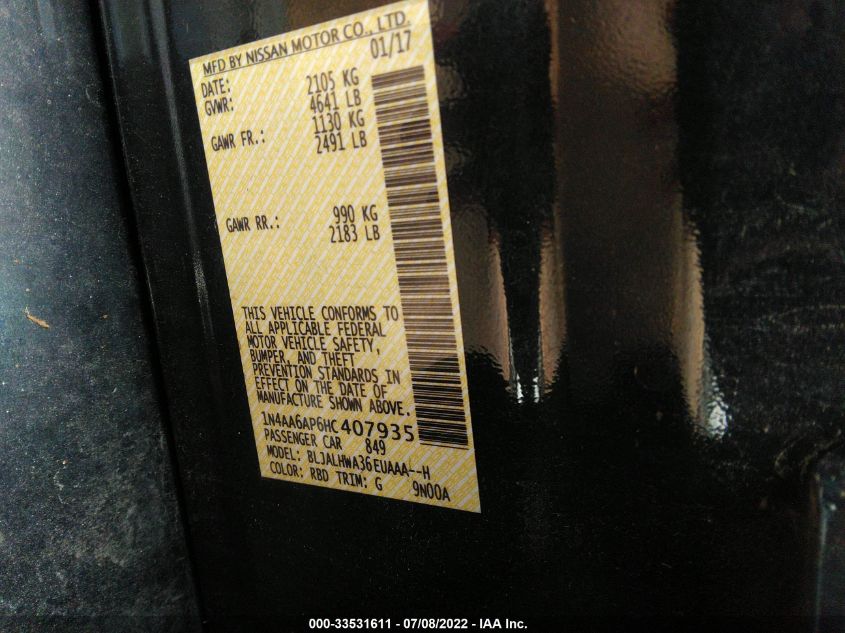 MFD BY NISSAN MOTOR CO., LTD.
DATE: 01/17
GVWR: 2105 KG
4641 LB
GAWR FR.: 1130 KG
2491 LB
GAWR RR.: 990 KG
2183 LB
THIS VEHICLE CONFORMS TO
ALL APPLICABLE FEDERAL
MOTOR VEHICLE SAFETY,
BUMPER, AND THEFT
PREVENTION STANDARDS IN
EFFECT ON THE DATE OF
MANUFACTURE SHOWN ABOVE.
1N4AA6AP6HC407935
PASSENGER CAR 849
MODEL: BLJALHWA36EUAAA--H
COLOR: RBD TRIM: G 9N00A
000-33531611 - 07/08/2022 - IAA Inc.